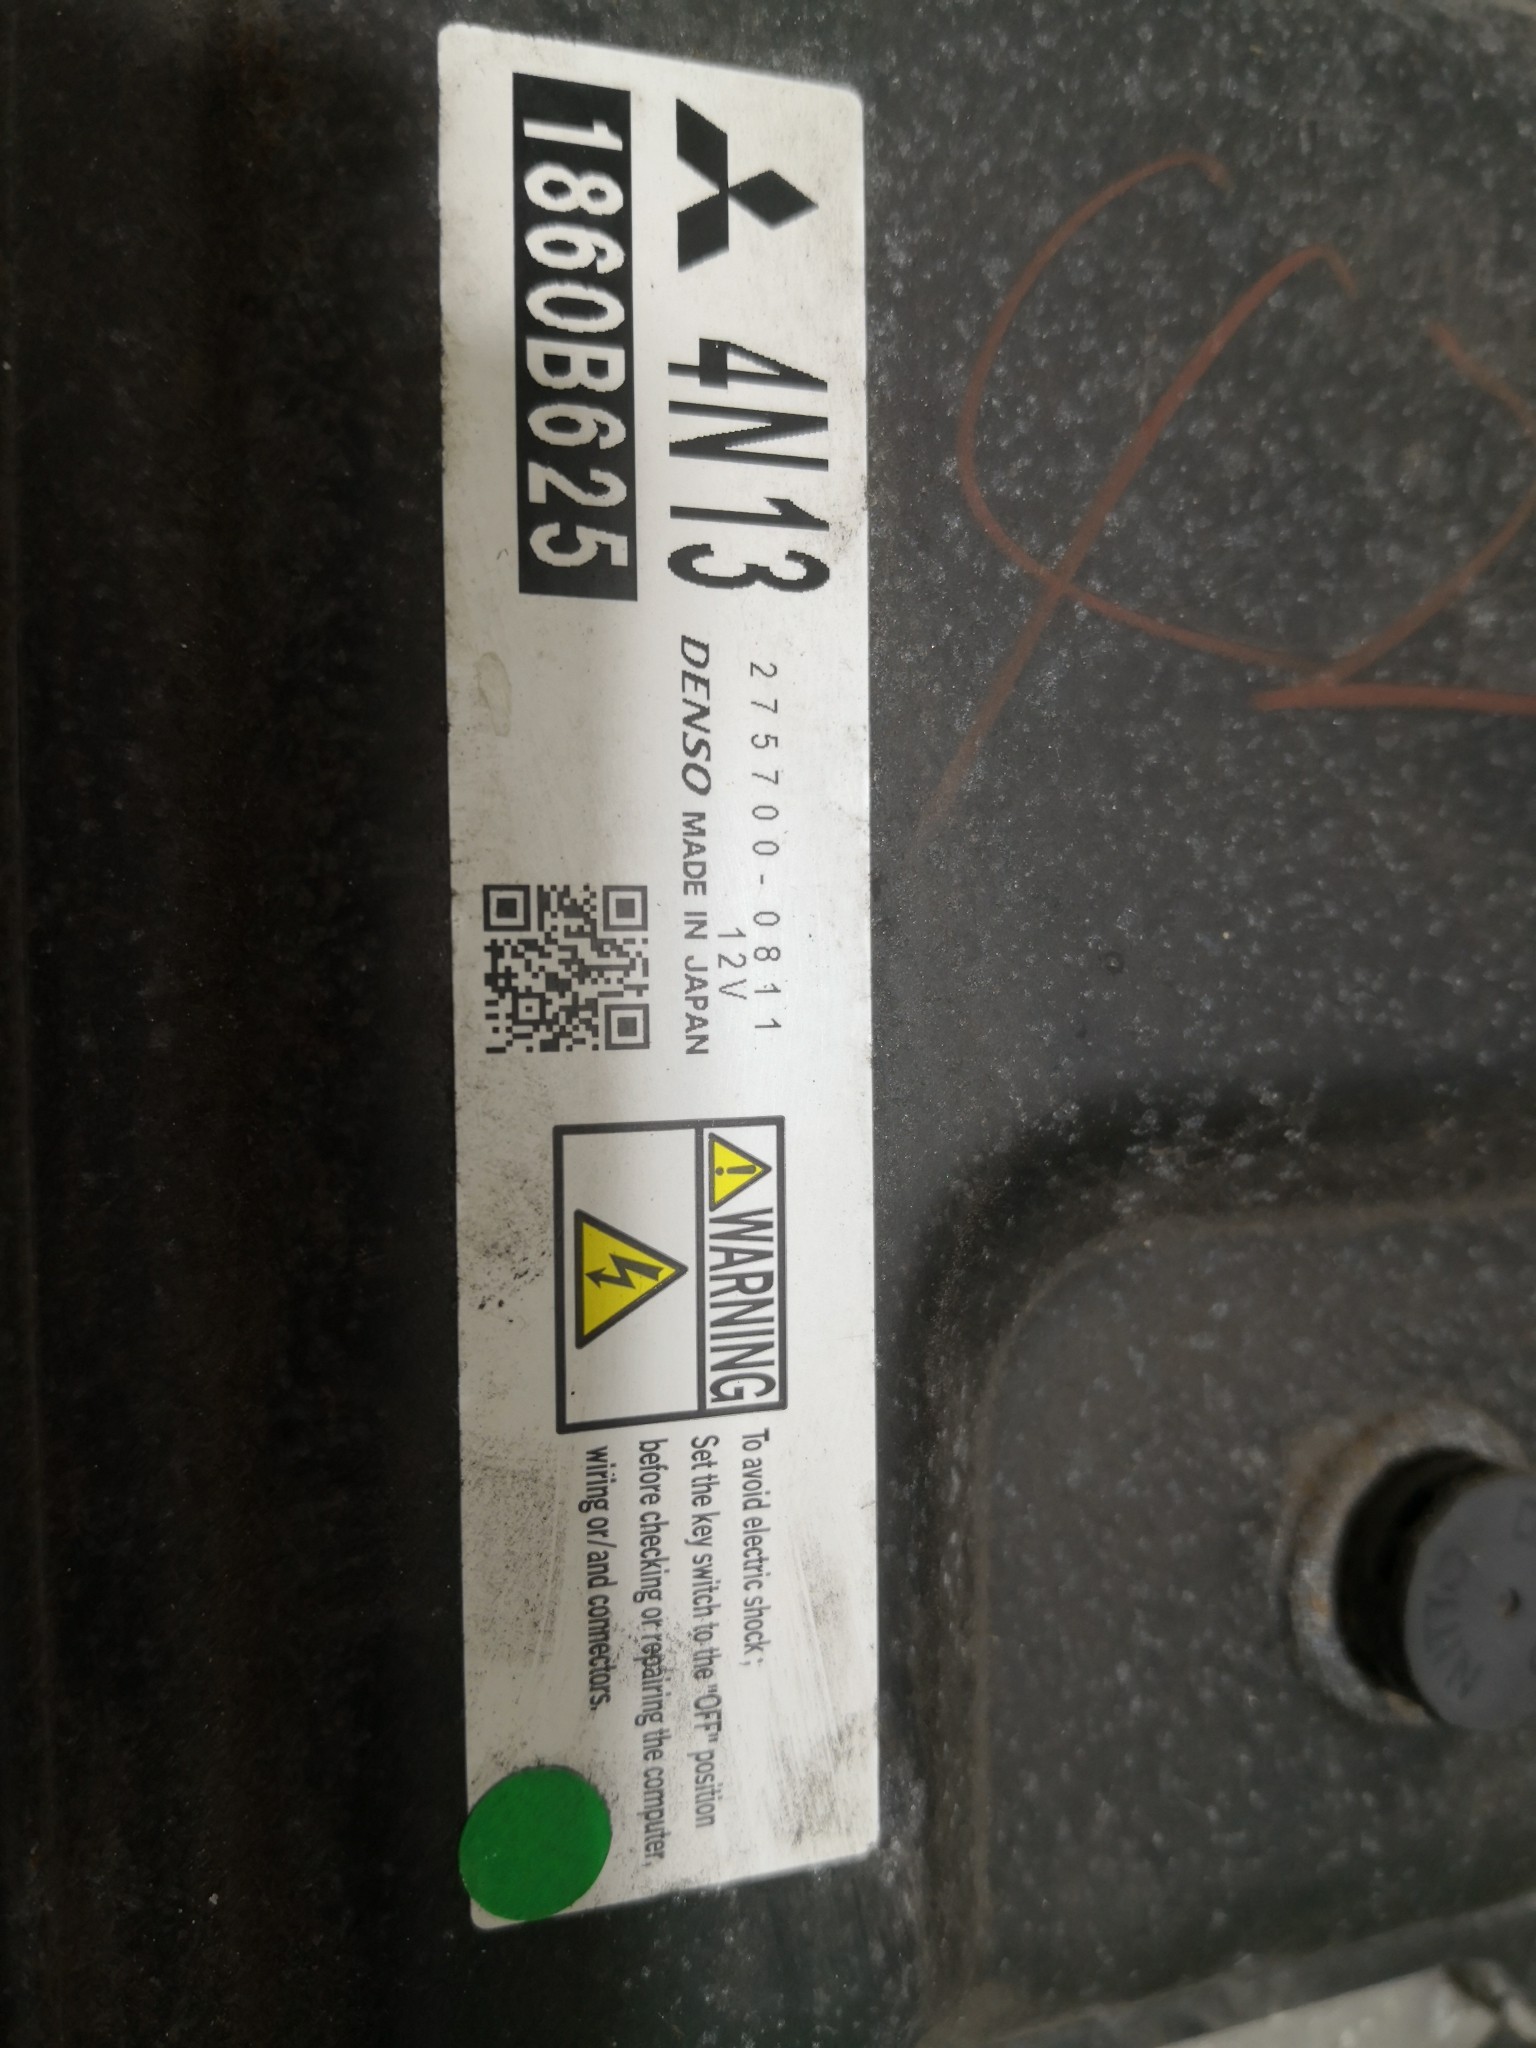 4N13
1860B625
275700-0811
12V
DENSO MADE IN JAPAN
WARNING
To avoid electric shock;
Set the key switch to the "OFF" position
before checking or repairing the computer,
wiring or/and connectors.